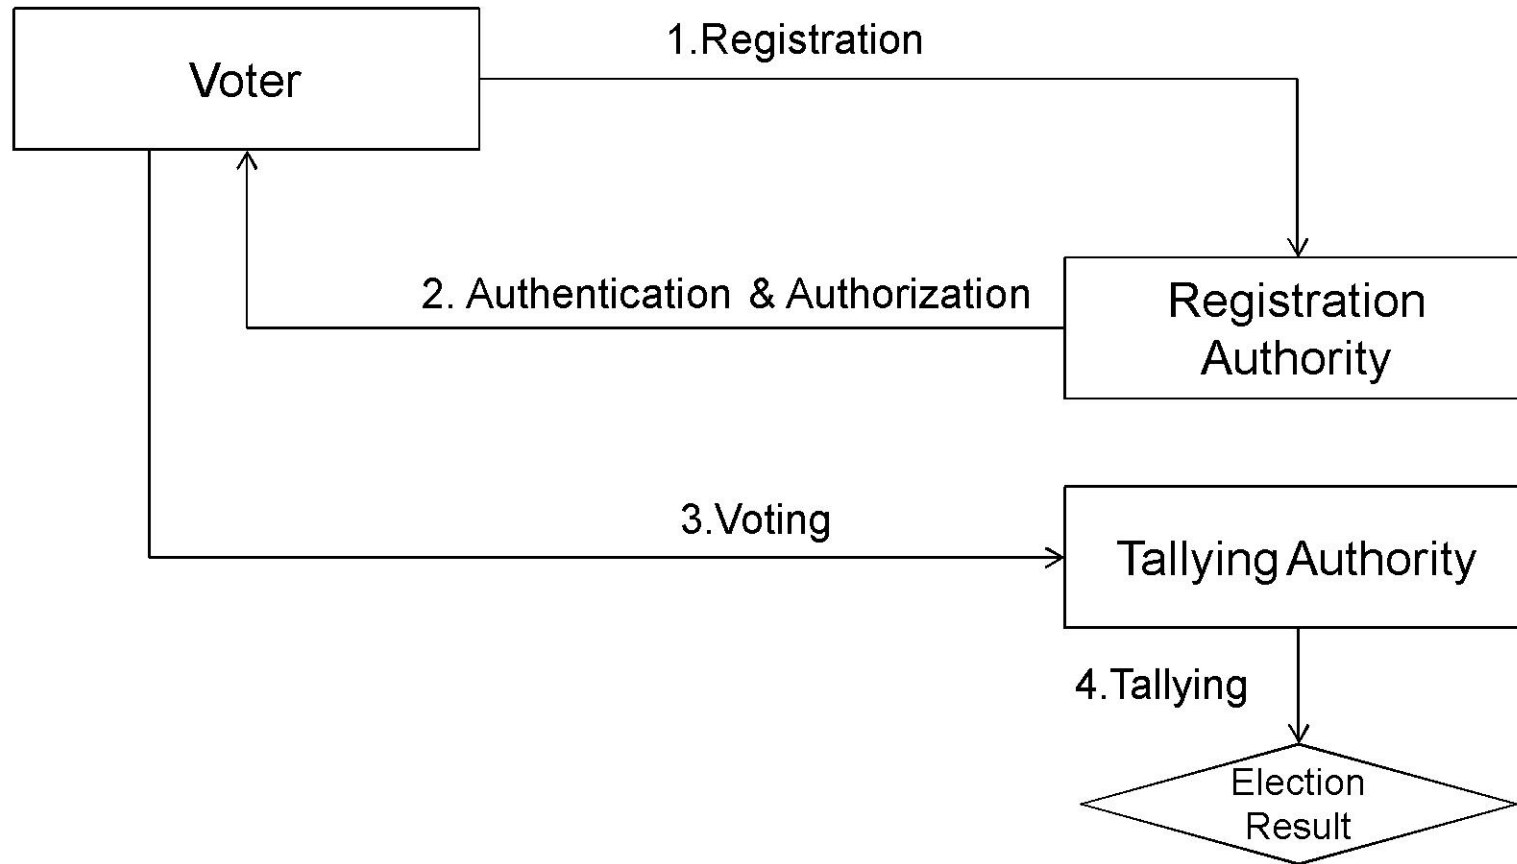 Voter
1.Registration
2. Authentication & Authorization
Registration
Authority
3.Voting
Tallying Authority
4.Tallying
Election
Result